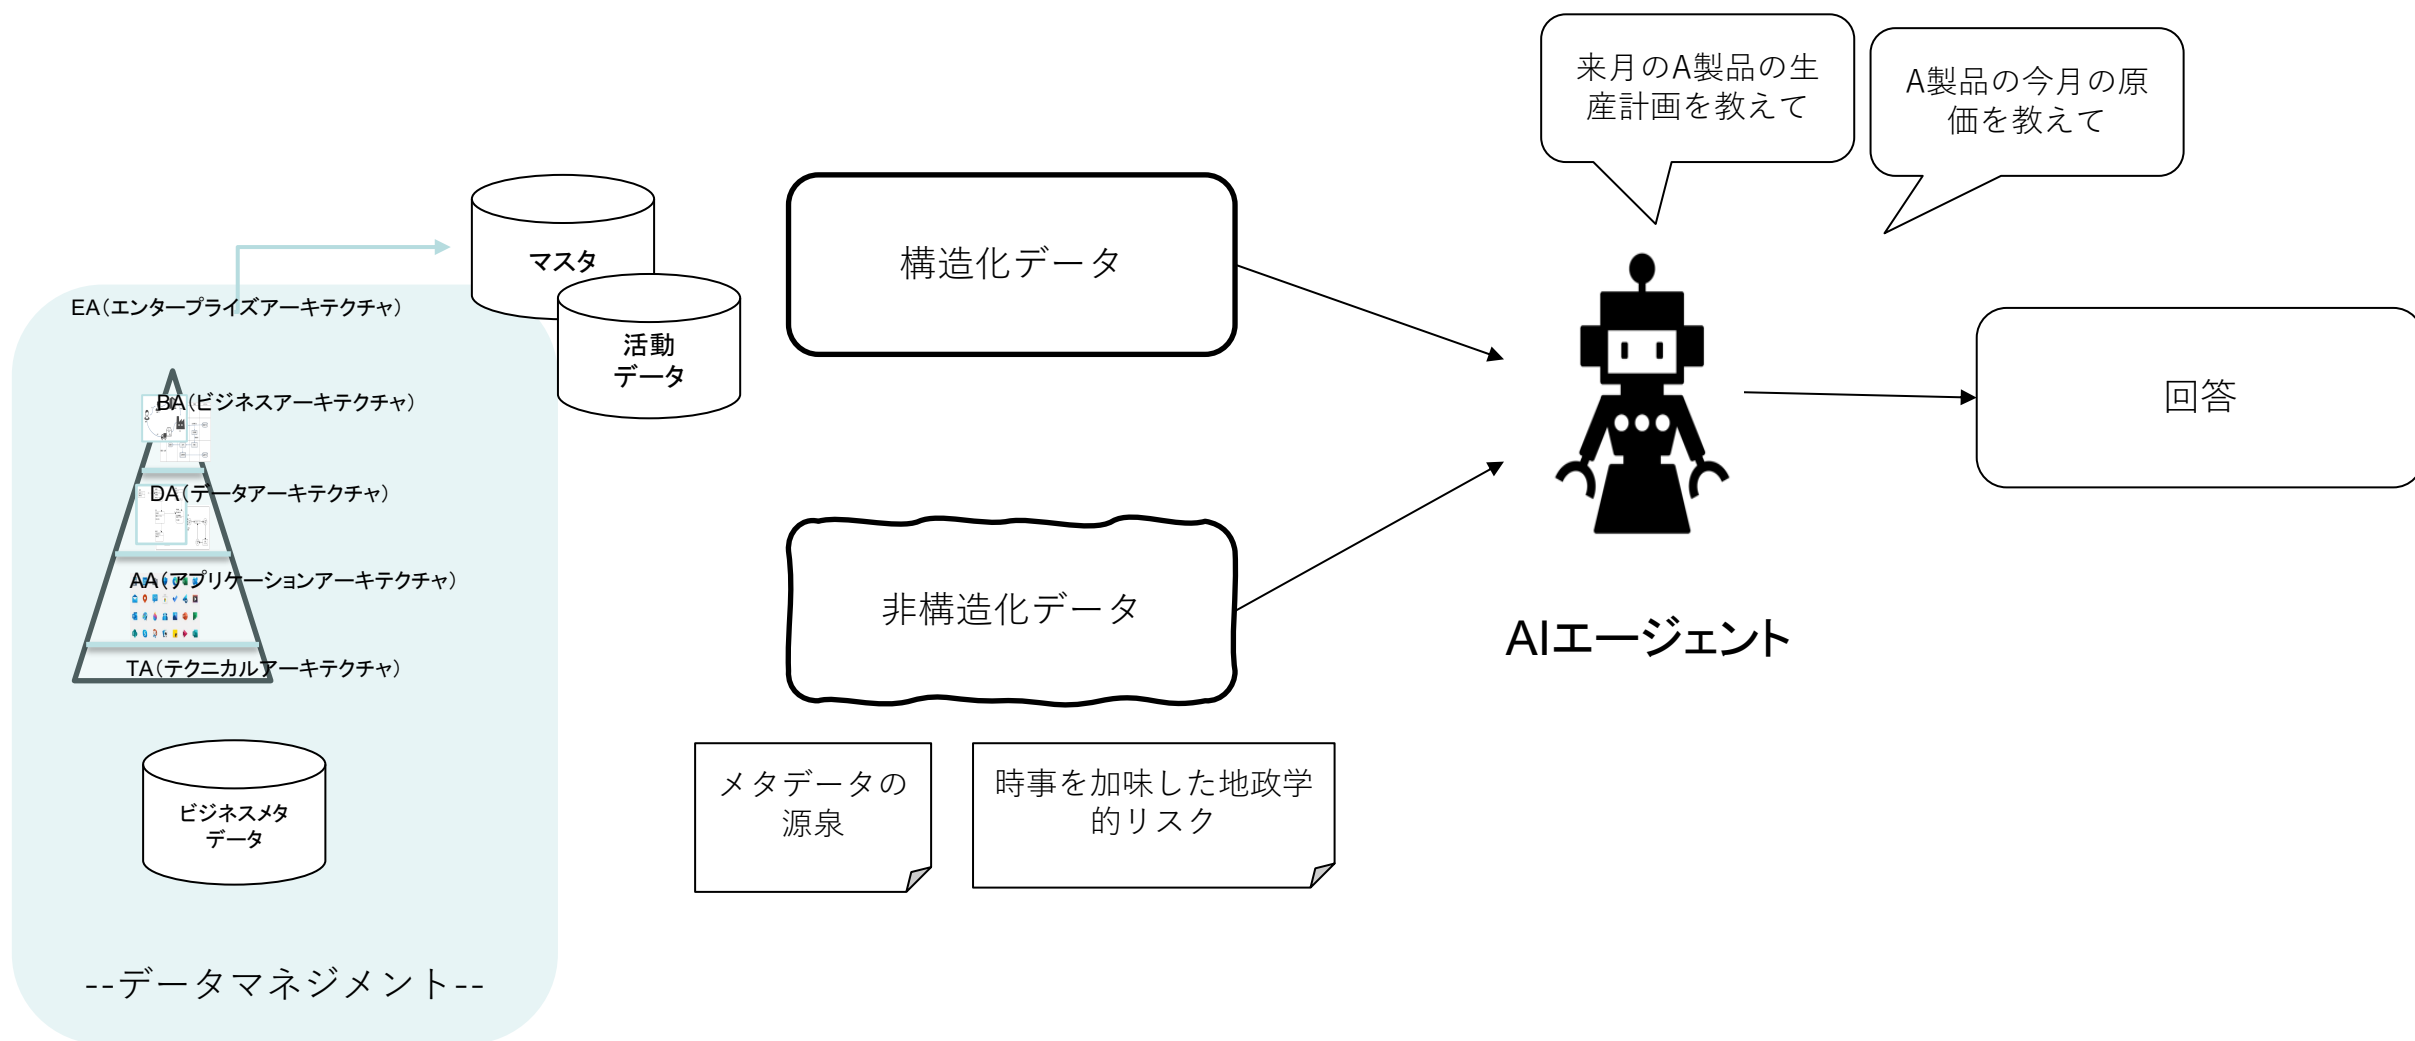 来月のA製品の生
産計画を教えて
A製品の今月の原
価を教えて
マスタ
構造化データ
EA(エンタープライズアーキテクチャ)
活動
データ
BA(ビジネスアーキテクチャ)
回答
DA(データアーキテクチャ)
AA(アプリケーションアーキテクチャ)
非構造化データ
AIエージェント
TA(テクニカルアーキテクチャ)
メタデータの
源泉
時事を加味した地政学
的リスク
ビジネスメタ
データ
--データマネジメント--